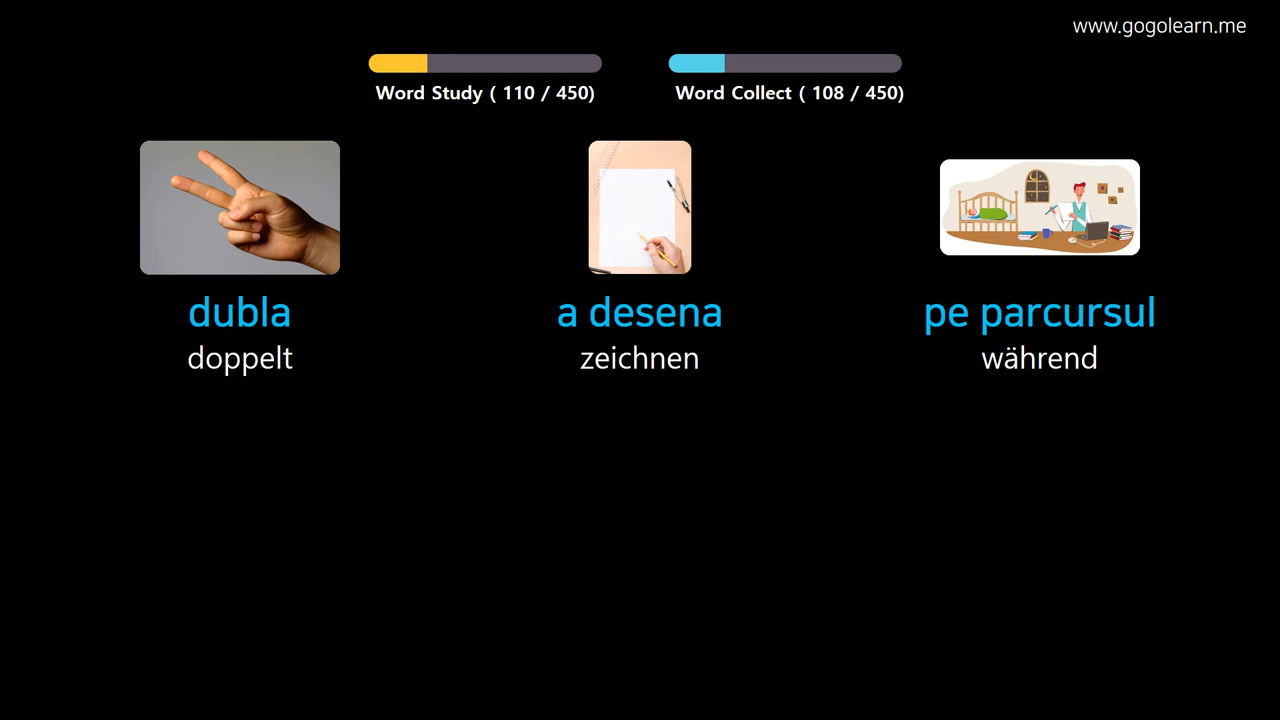 www.gogolearn.me
Word Study ( 110 / 450)
Word Collect ( 108 / 450)
dubla
doppelt
a desena
zeichnen
pe parcursul
während